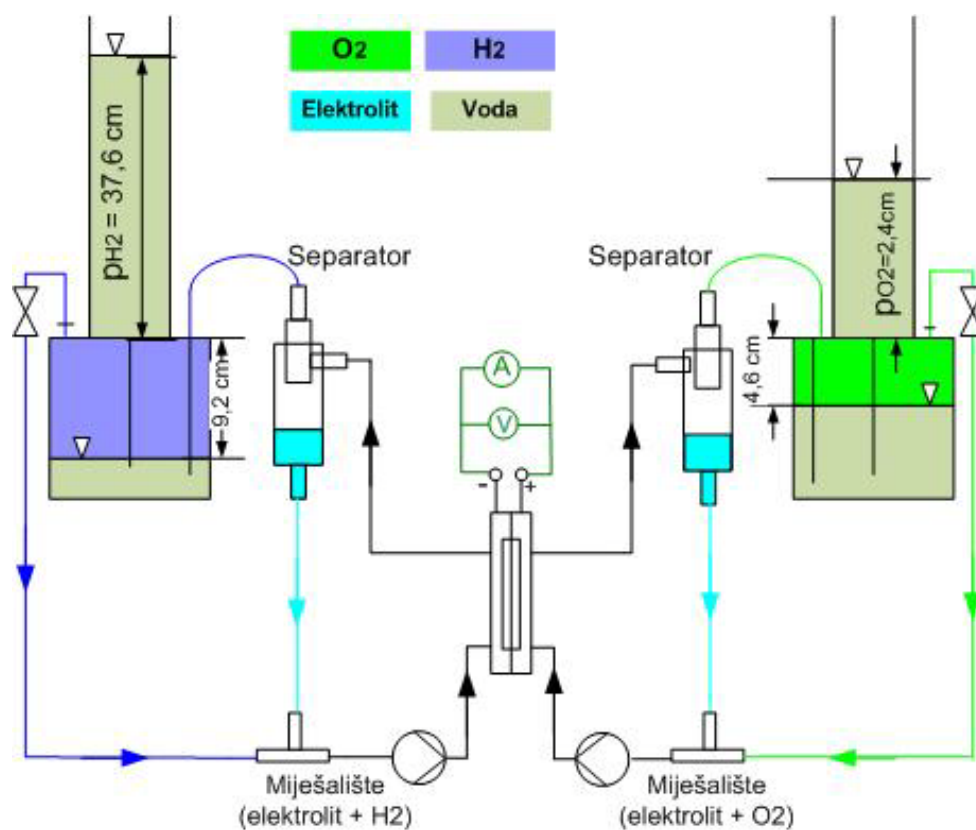 O2
H2
Elektrolit
Voda
pH2 = 37,6 cm
pO2=2,4cm
Separator
Separator
9,2 cm
4,6 cm
A
V
-
+
Miješalište
(elektrolit + H2)
Miješalište
(elektrolit + O2)